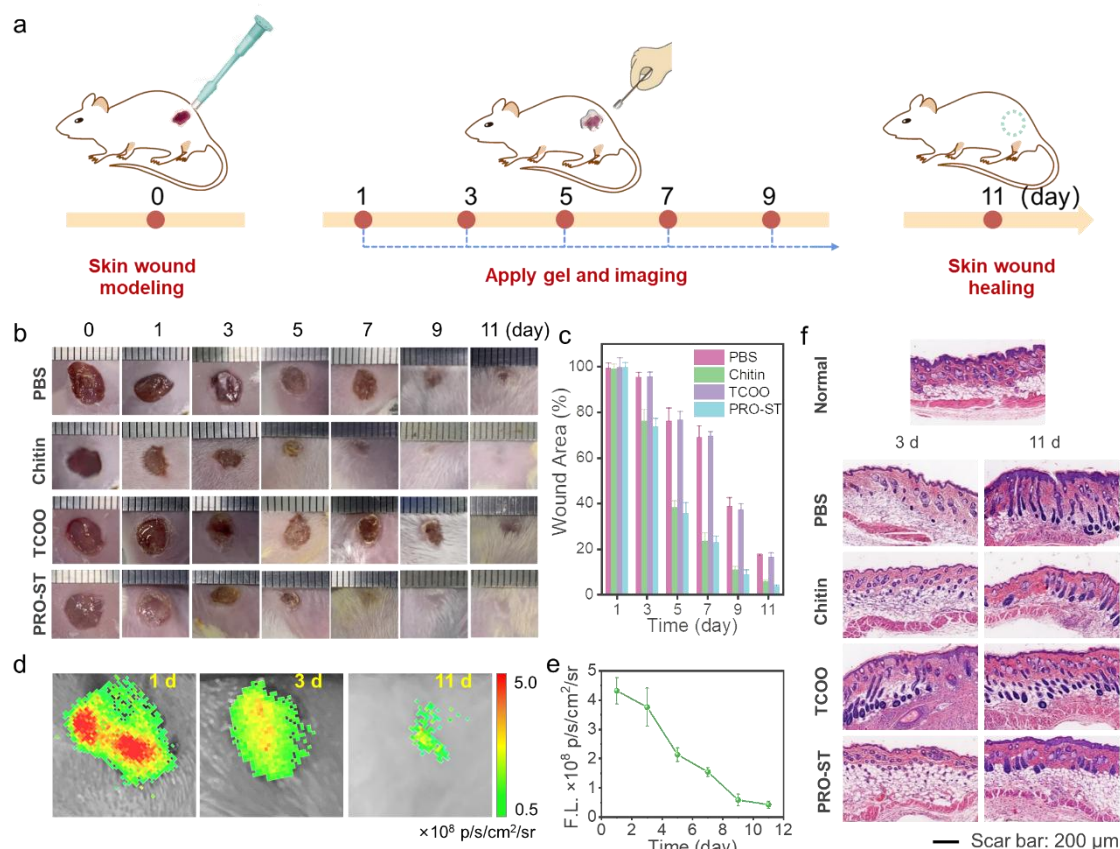 a
0
1 3 5 7 9
11 (day)
Skin wound
modeling
Apply gel and imaging
Skin wound
healing
b
0 1 3 5 7 9 11 (day)
PBS
Chitin
TCOO
PRO-ST
c
Wound Area (%)
100
80
60
40
20
0
PBS
Chitin
TCOO
PRO-ST
1 3 5 7 9 11
Time (day)
d
1 d
3 d
11 d
5.0
0.5
×10⁸ p/s/cm²/sr
e
F.L. ×10⁸ p/s/cm²/sr
5
4
3
2
1
0
0 2 4 6 8 10 12
Time (day)
f
Normal
3 d 11 d
PBS
Chitin
TCOO
PRO-ST
Scar bar: 200 μm